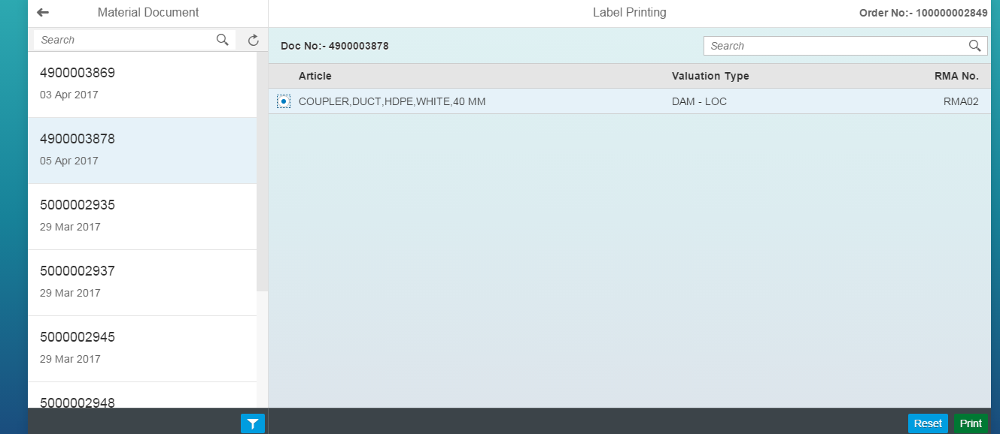 Material Document
Label Printing
Order No:- 100000002849
Search
Doc No:- 4900003878
Search
4900003869
03 Apr 2017
4900003878
05 Apr 2017
5000002935
29 Mar 2017
5000002937
29 Mar 2017
5000002945
29 Mar 2017
5000002948
Article Valuation Type RMA No.
COUPLER,DUCT,HDPE,WHITE,40 MM DAM - LOC RMA02
Reset Print